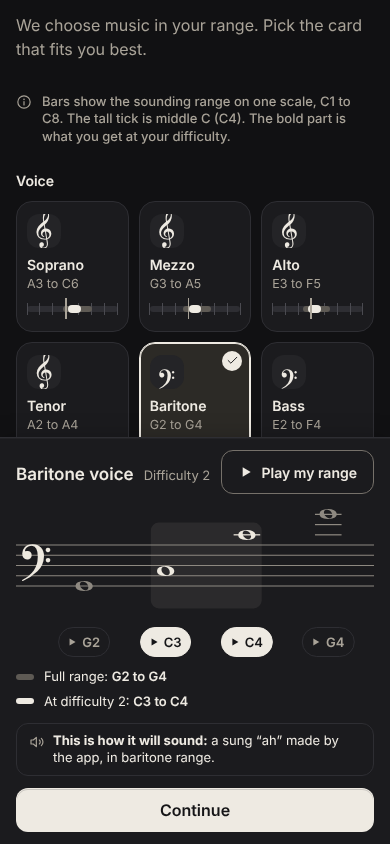 We choose music in your range. Pick the card
that fits you best.
Bars show the sounding range on one scale, C1 to
C8. The tall tick is middle C (C4). The bold part is
what you get at your difficulty.
Voice
Soprano
A3 to C6
Mezzo
G3 to A5
Alto
E3 to F5
Tenor
A2 to A4
Baritone
G2 to G4
Bass
E2 to F4
Baritone voice
Difficulty 2
Play my range
G2
C3
C4
G4
Full range: G2 to G4
At difficulty 2: C3 to C4
This is how it will sound: a sung “ah” made by
the app, in baritone range.
Continue